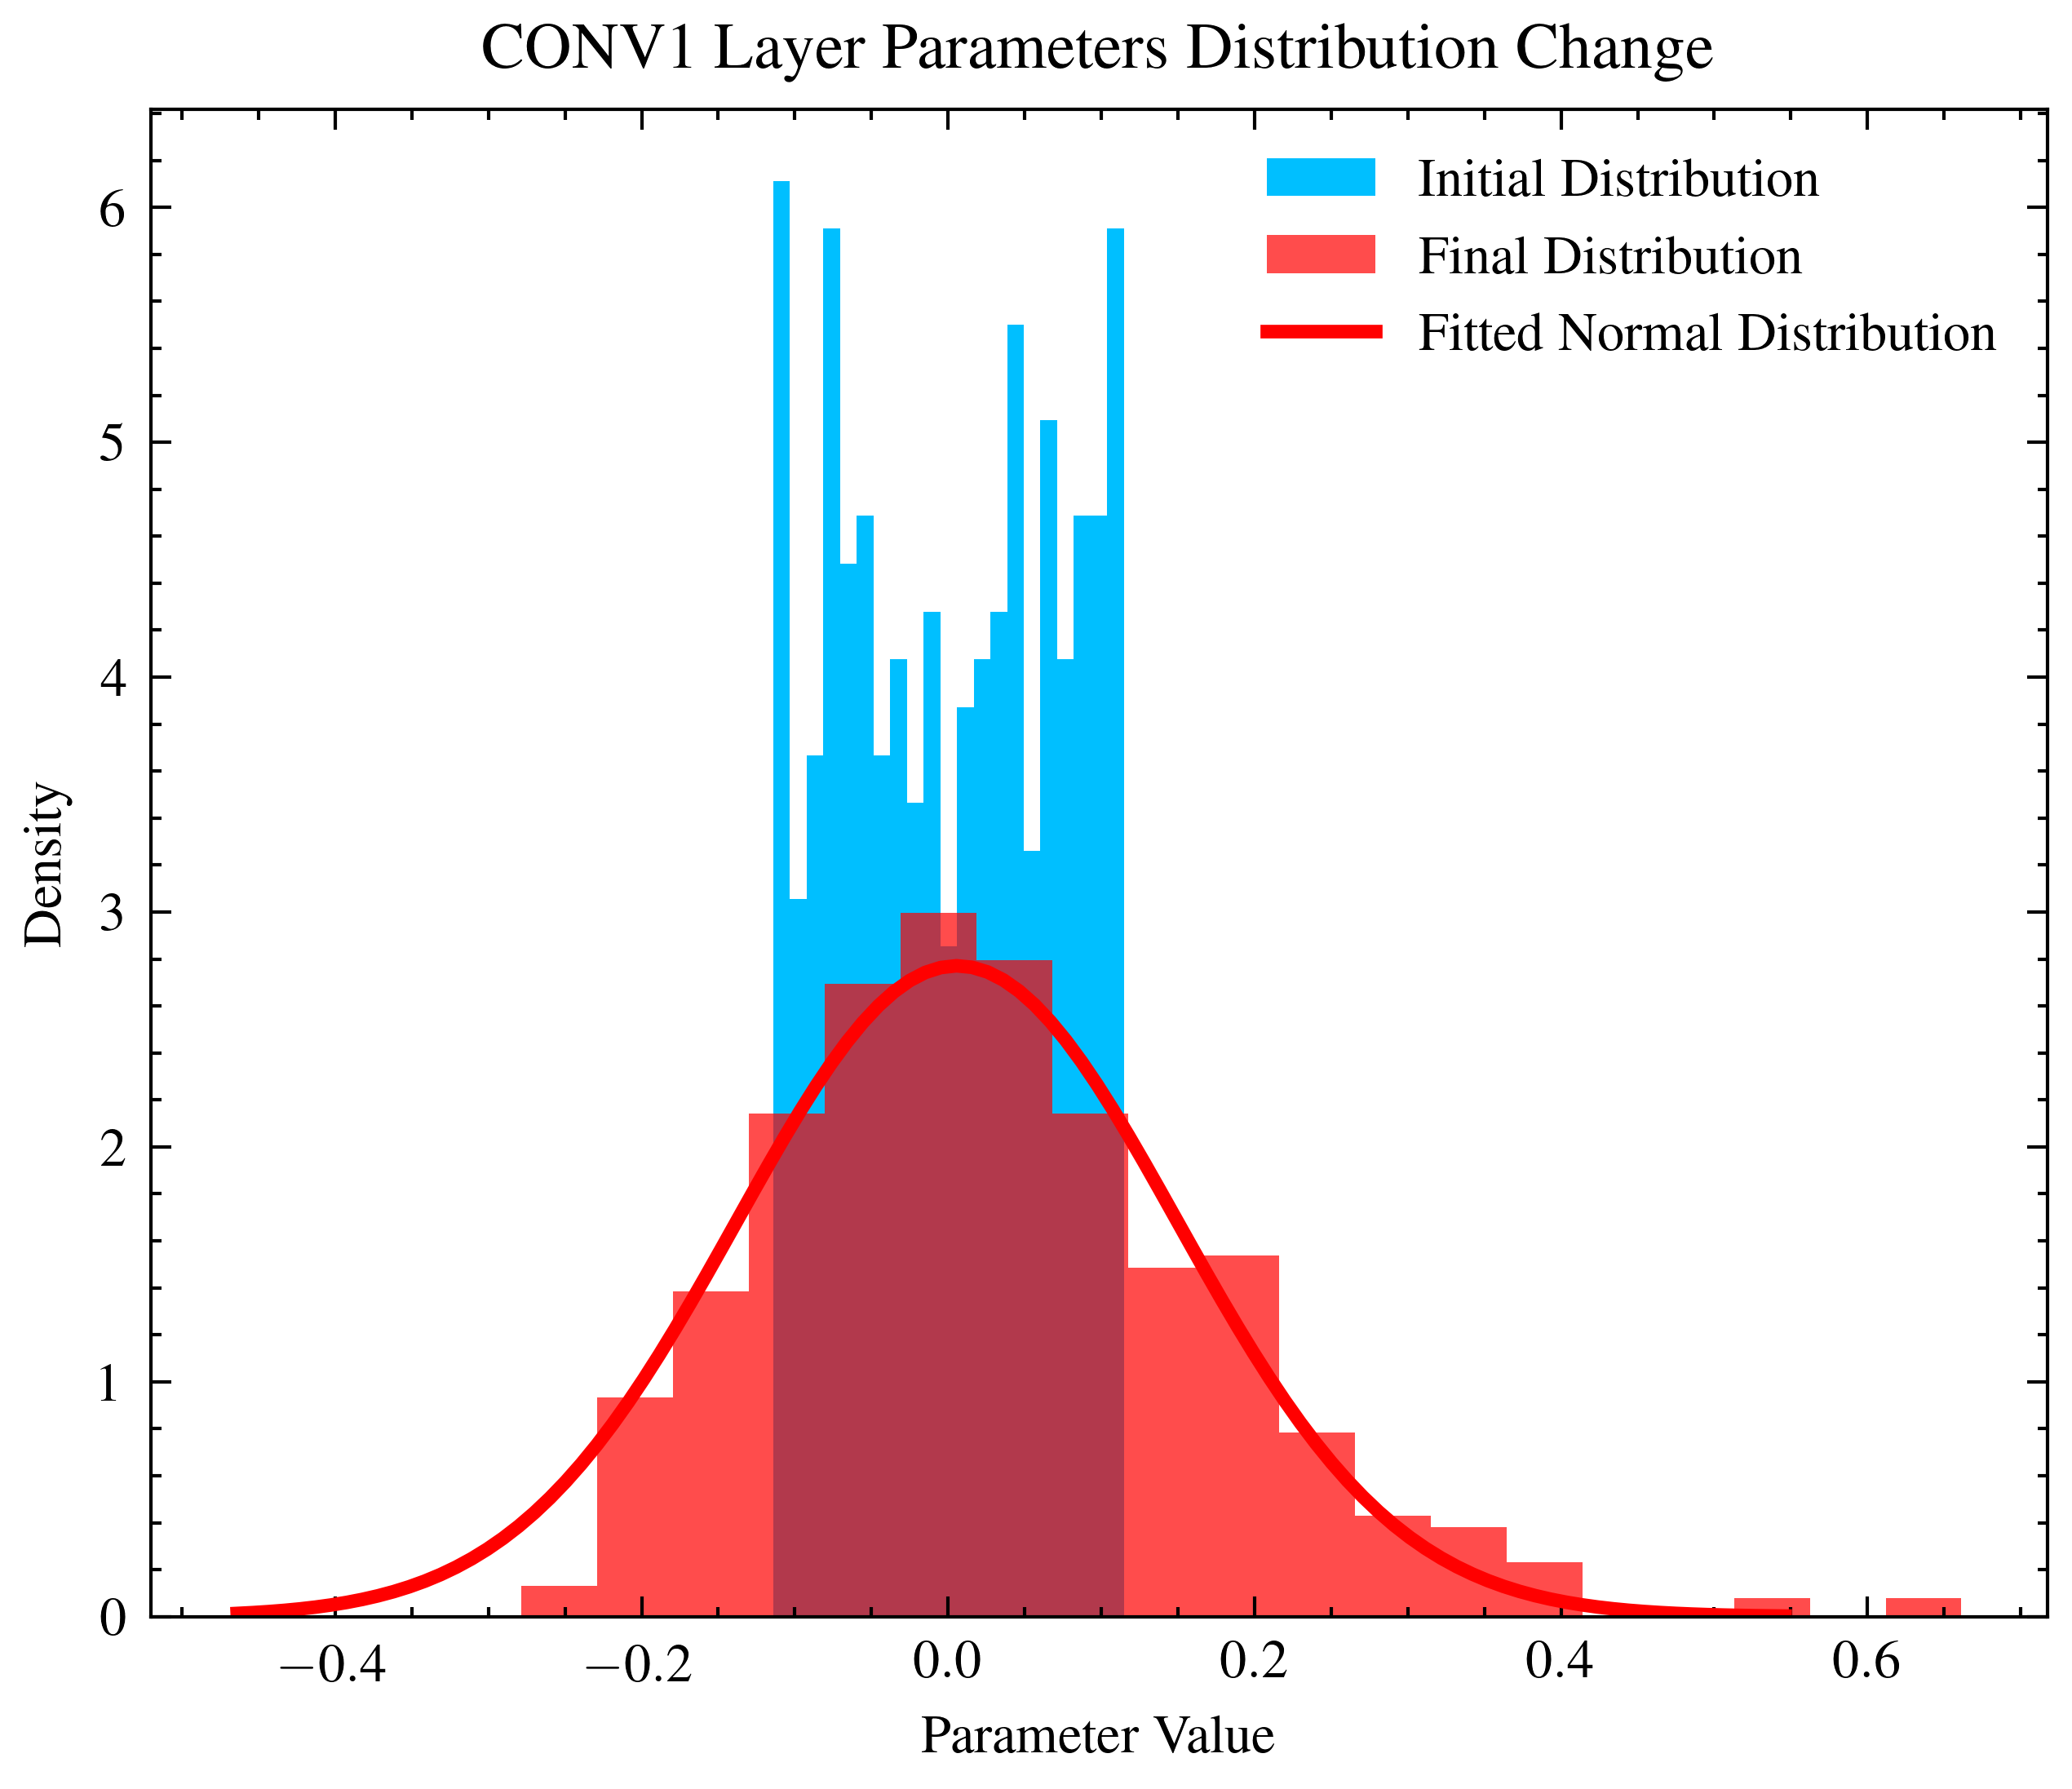 CONV1 Layer Parameters Distribution Change
Initial Distribution
Final Distribution
Fitted Normal Distribution
6
5
4
3
2
1
0
Density
−0.4 −0.2 0.0 0.2 0.4 0.6
Parameter Value